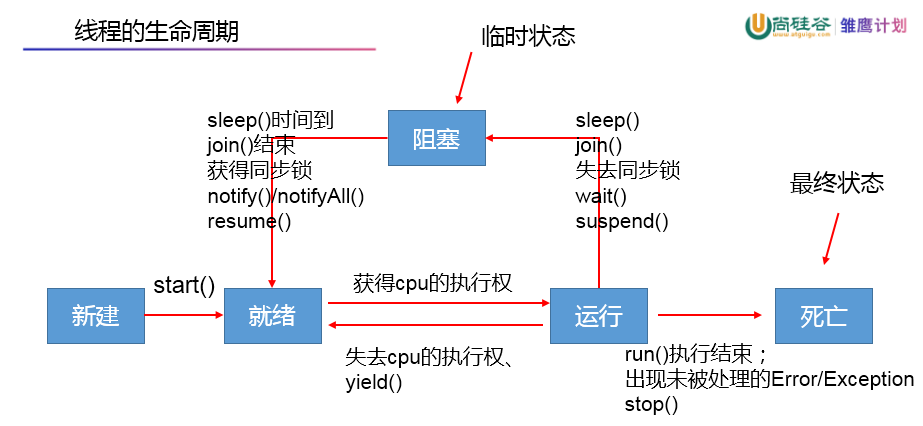 线程的生命周期
尚硅谷
www.atguigu.com
雏鹰计划
临时状态
sleep()时间到
join()结束
获得同步锁
notify()/notifyAll()
resume()
阻塞
sleep()
join()
失去同步锁
wait()
suspend()
最终状态
新建
start()
就绪
获得cpu的执行权
失去cpu的执行权、
yield()
运行
死亡
run()执行结束；
出现未被处理的Error/Exception
stop()